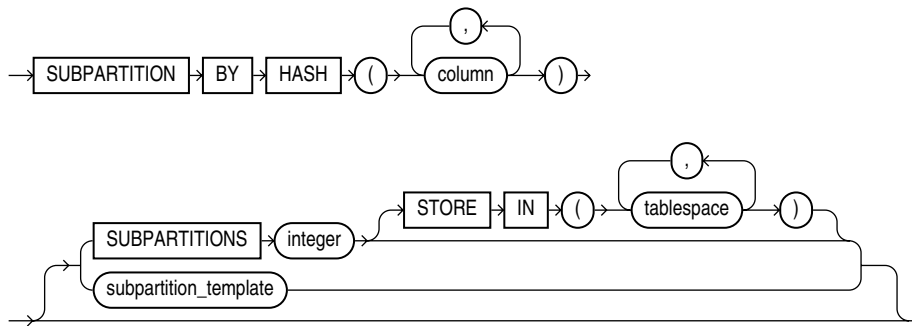 ,
SUBPARTITION BY HASH ( column )
,
STORE IN ( tablespace )
SUBPARTITIONS integer
subpartition_template